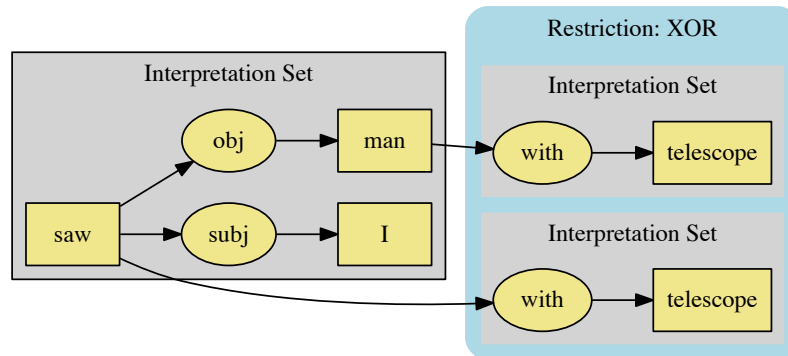 Restriction: XOR
Interpretation Set
Interpretation Set
obj
man
with
telescope
saw
subj
I
Interpretation Set
with
telescope